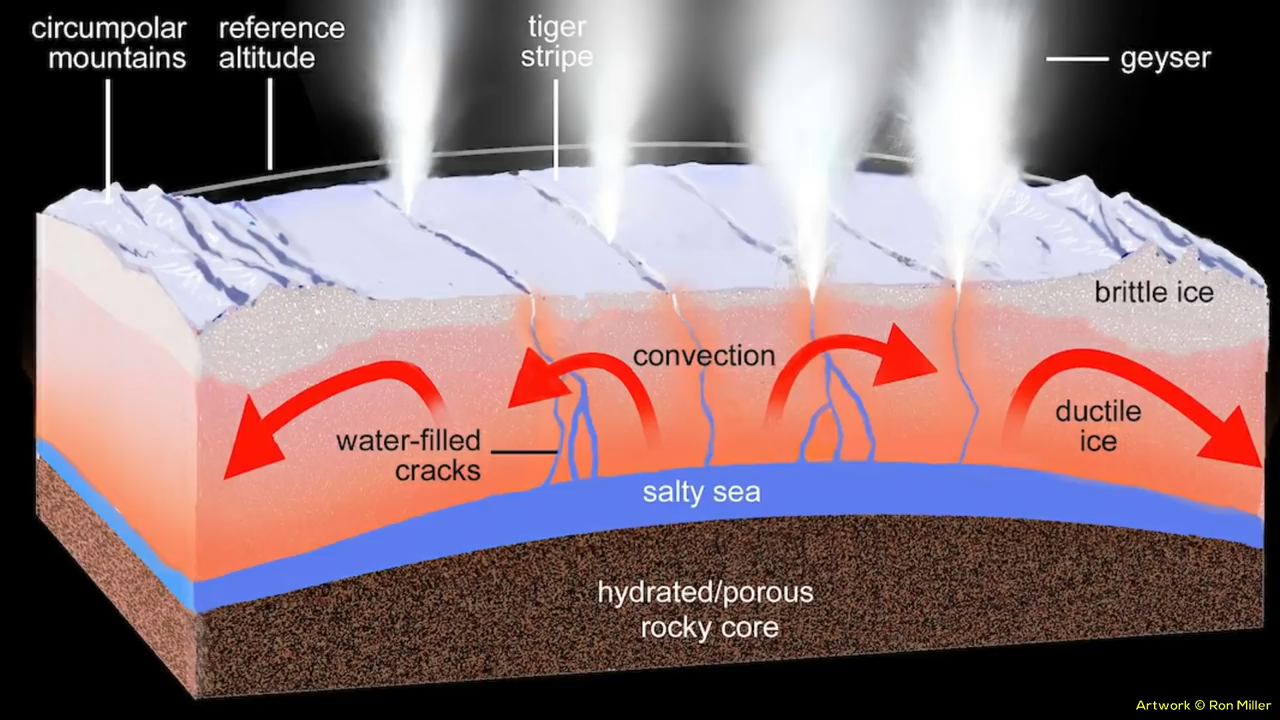 circumpolar
mountains
reference
altitude
tiger
stripe
geyser
brittle ice
convection
ductile
ice
water-filled
cracks
salty sea
hydrated/porous
rocky core
Artwork © Ron Miller